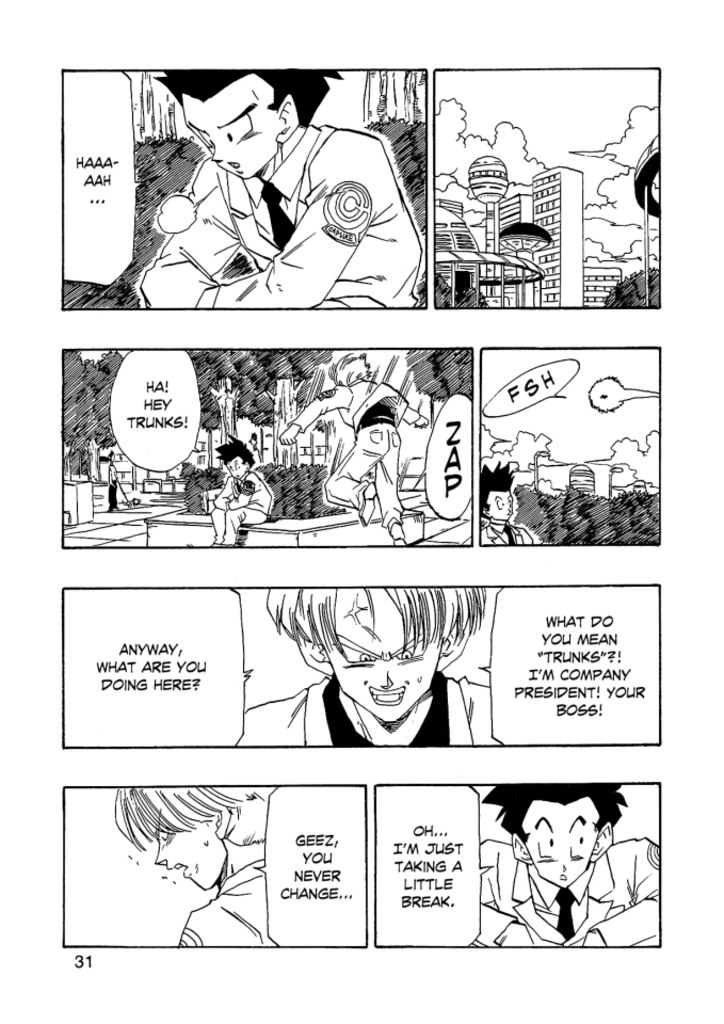 HAAA-
AAH
...
FSH
ZAP
HA!
HEY
TRUNKS!
WHAT DO
YOU MEAN
"TRUNKS"?!
I'M COMPANY
PRESIDENT! YOUR
BOSS!
ANYWAY,
WHAT ARE YOU
DOING HERE?
OH...
I'M JUST
TAKING A
LITTLE
BREAK.
GEEZ,
YOU
NEVER
CHANGE...
31